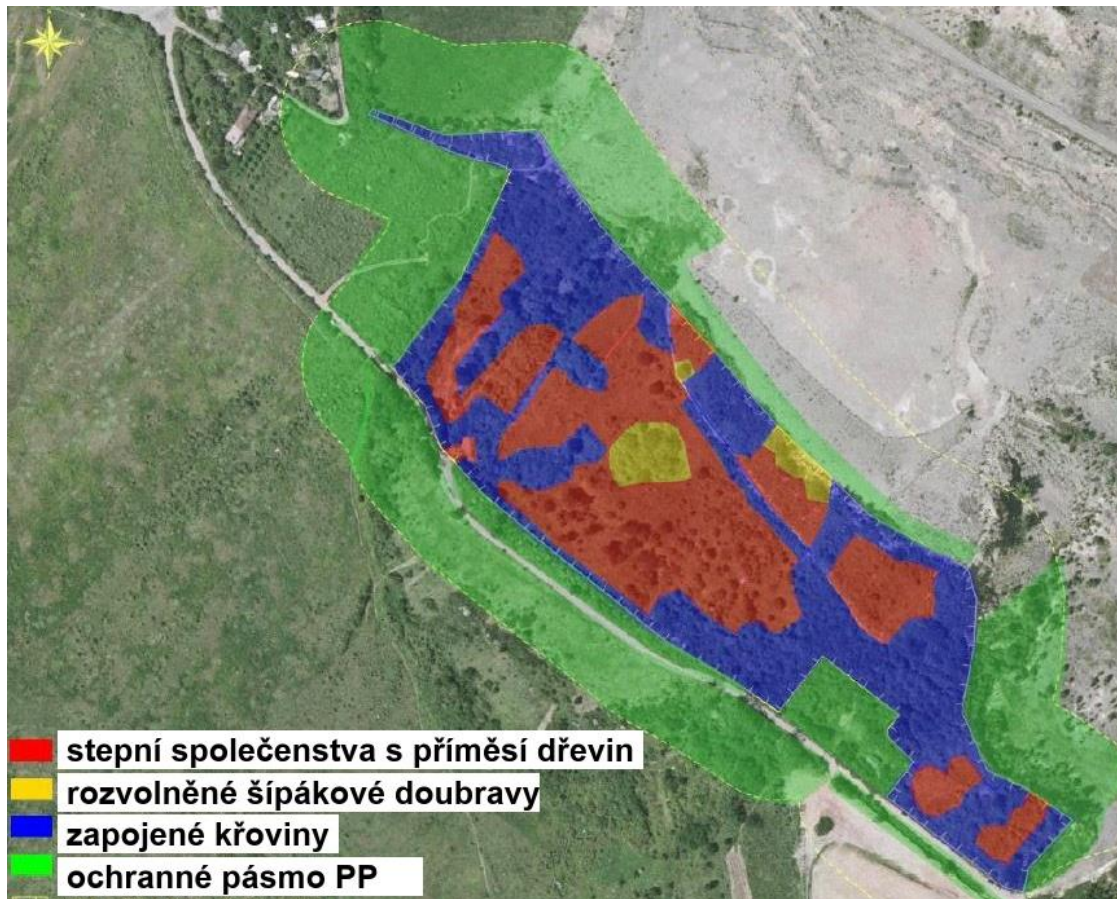 stepní společenstva s příměsí dřevin
rozvolněné šípákové doubravy
zapojené křoviny
ochranné pásmo PP